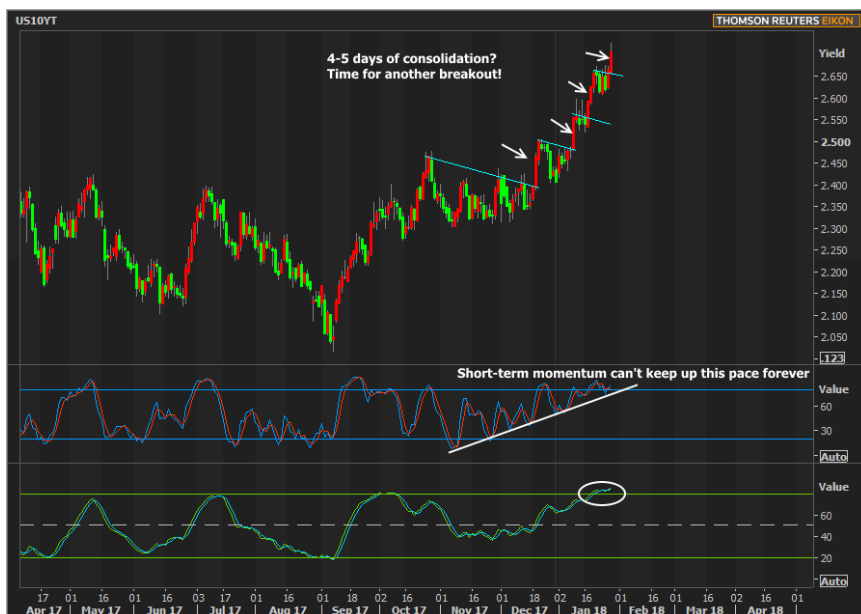 US10YT
THOMSON REUTERS EIKON
4-5 days of consolidation?
Time for another breakout!
Yield
2.650
2.600
2.550
2.500
2.450
2.400
2.350
2.300
2.250
2.200
2.150
2.100
2.050
.123
Short-term momentum can't keep up this pace forever
Value
60
30
Auto
Value
60
20
Auto
17 01 16 01 16 03 17 01 16 01 18 02 16 01 16 01 18 02 16 01 16 01 16 02 16 01
Apr 17 May 17 Jun 17 Jul 17 Aug 17 Sep 17 Oct 17 Nov 17 Dec 17 Jan 18 Feb 18 Mar 18 Apr 18